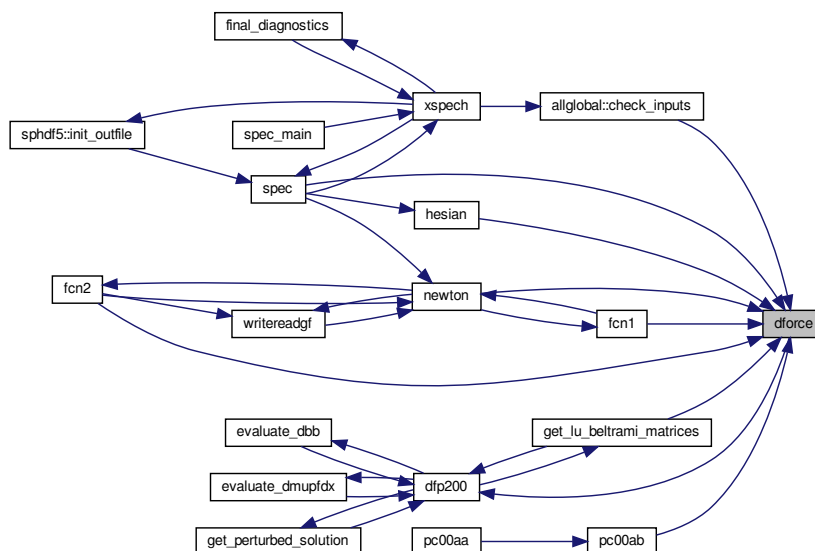 final_diagnostics
xspech
allglobal::check_inputs
sphdf5::init_outfile
spec_main
spec
hesian
fcn2
newton
writereadgf
fcn1
dforce
evaluate_dbb
get_lu_beltrami_matrices
evaluate_dmupfdx
dfp200
get_perturbed_solution
pc00aa
pc00ab